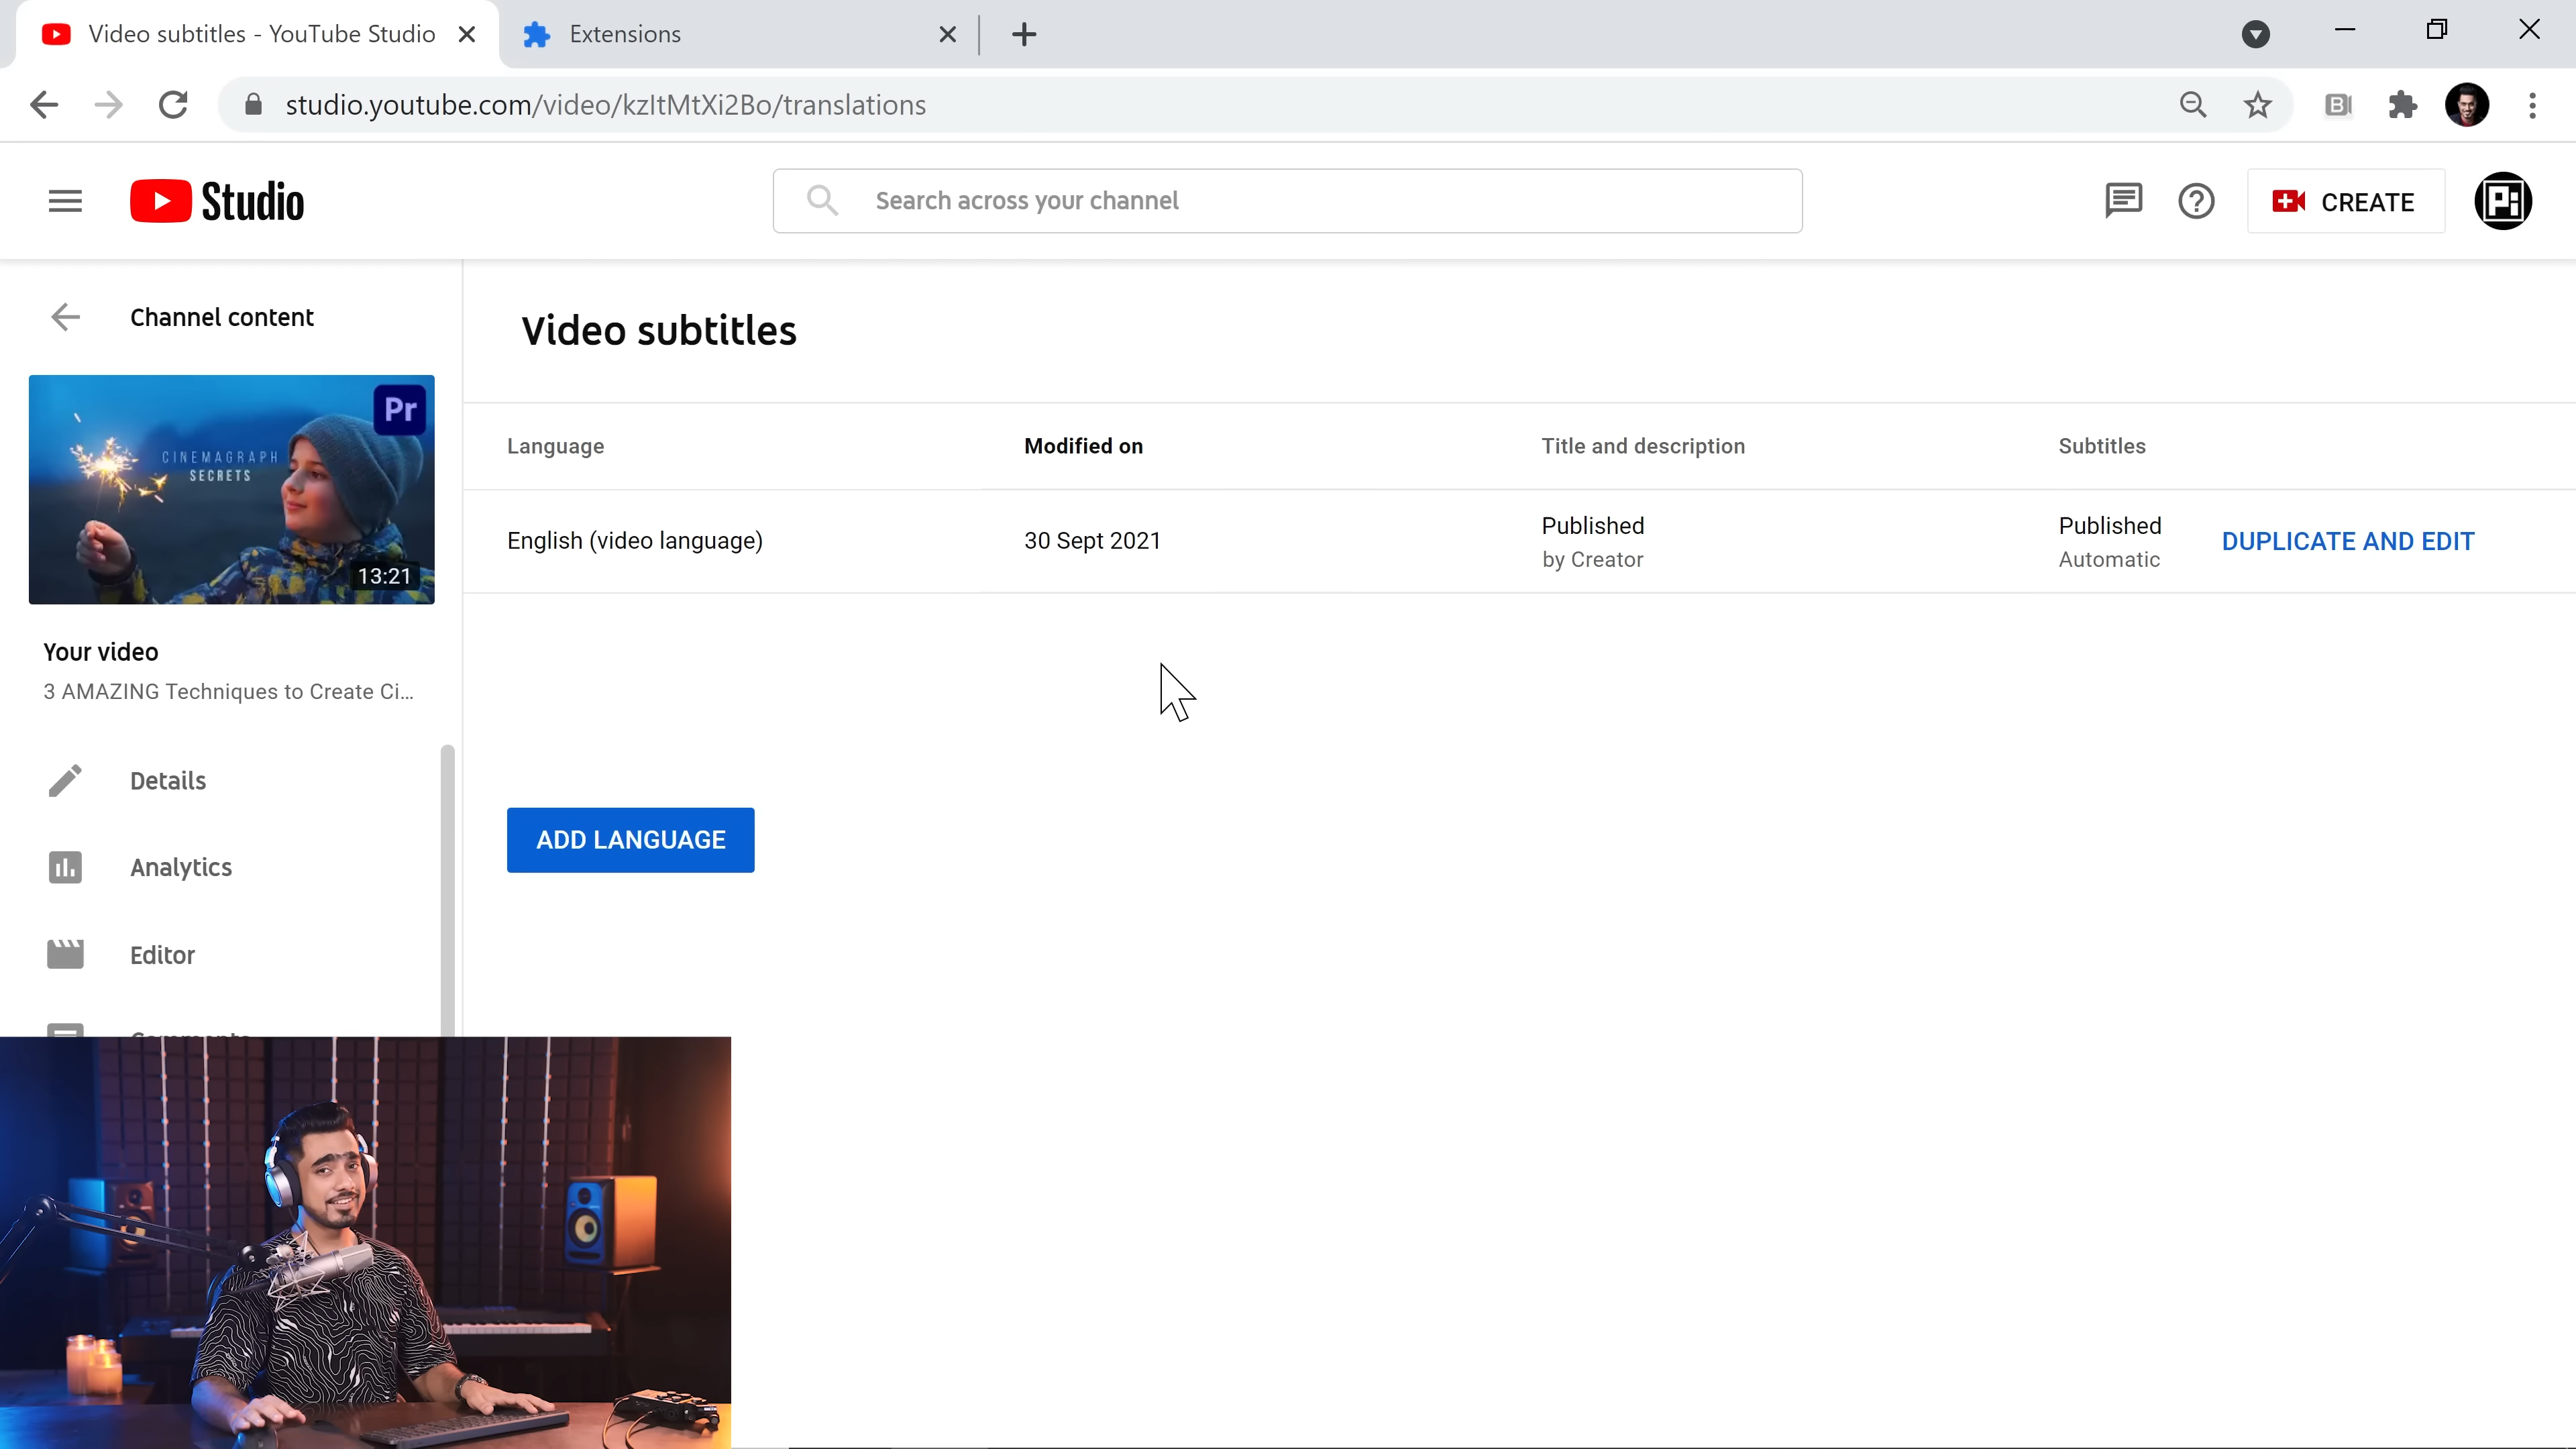 Video subtitles - YouTube Studio
Extensions
studio.youtube.com/video/kzItMtXi2Bo/translations
Studio
Search across your channel
CREATE
Pi
Channel content
Video subtitles
Pr
CINEMAGRAPH
SECRETS
13:21
Language
Modified on
Title and description
Subtitles
English (video language)
30 Sept 2021
Published
by Creator
Published
Automatic
DUPLICATE AND EDIT
Your video
3 AMAZING Techniques to Create Ci...
Details
ADD LANGUAGE
Analytics
Editor
Comments